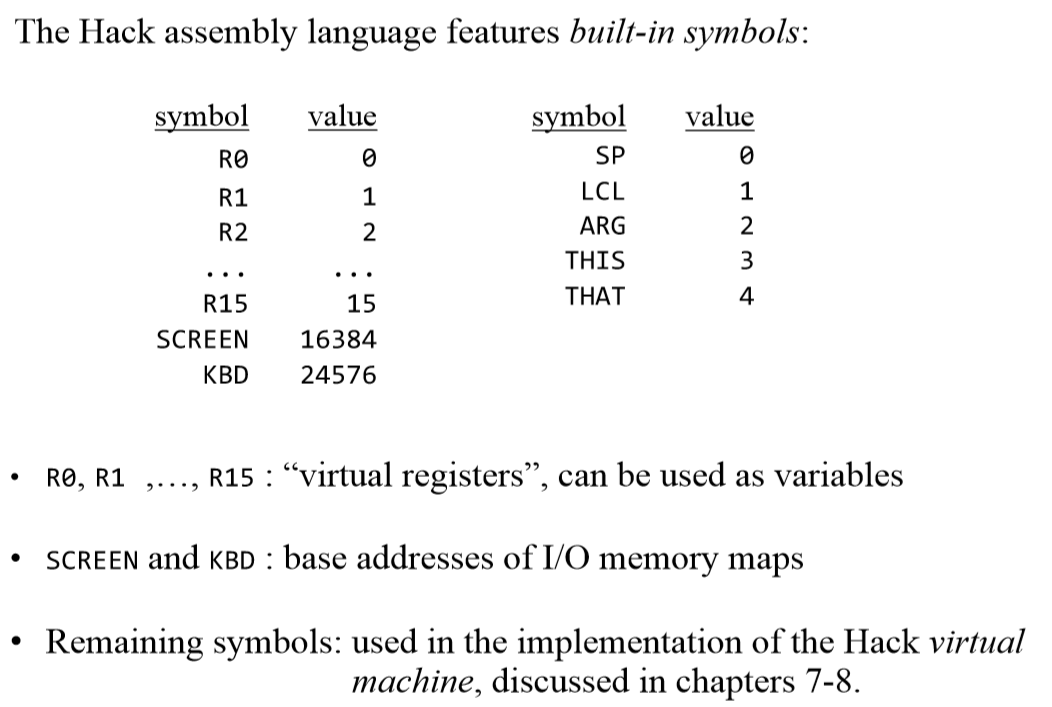 The Hack assembly language features built-in symbols:
symbol value symbol value
R0 0 SP 0
R1 1 LCL 1
R2 2 ARG 2
... ... THIS 3
R15 15 THAT 4
SCREEN 16384
KBD 24576
• R0, R1 ,..., R15 : “virtual registers”, can be used as variables
• SCREEN and KBD : base addresses of I/O memory maps
• Remaining symbols: used in the implementation of the Hack virtual
machine, discussed in chapters 7-8.